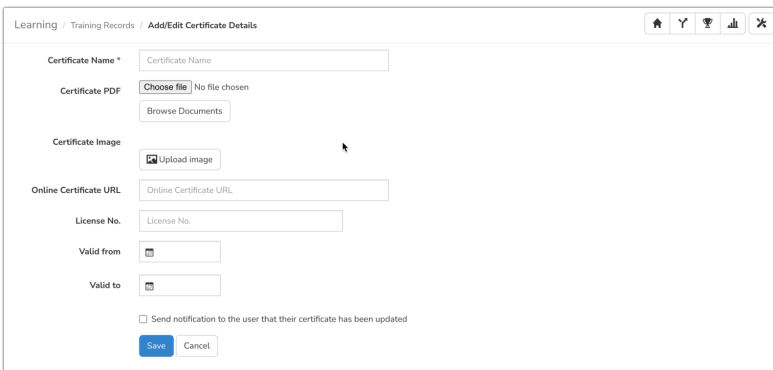 Learning / Training Records / Add/Edit Certificate Details
Certificate Name * Certificate Name
Certificate PDF Choose file No file chosen
Browse Documents
Certificate Image
Upload image
Online Certificate URL Online Certificate URL
License No. License No.
Valid from
Valid to
Send notification to the user that their certificate has been updated
Save Cancel